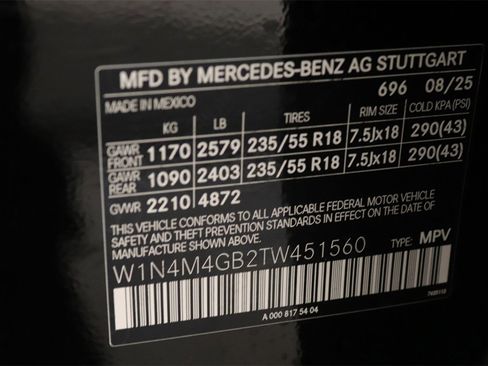 MFD BY MERCEDES-BENZ AG STUTTGART
696 08/25
MADE IN MEXICO
KG LB TIRES RIM SIZE COLD KPA(PSI)
GAWR FRONT 1170 2579 235/55 R18 7.5Jx18 290(43)
GAWR REAR 1090 2403 235/55 R18 7.5Jx18 290(43)
GVWR 2210 4872
THIS VEHICLE CONFORMS TO ALL APPLICABLE FEDERAL MOTOR VEHICLE
SAFETY AND THEFT PREVENTION STANDARDS IN EFFECT ON THE DATE OF
MANUFACTURE SHOWN ABOVE.
W1N4M4GB2TW451560 TYPE: MPV
A 000 817 54 04